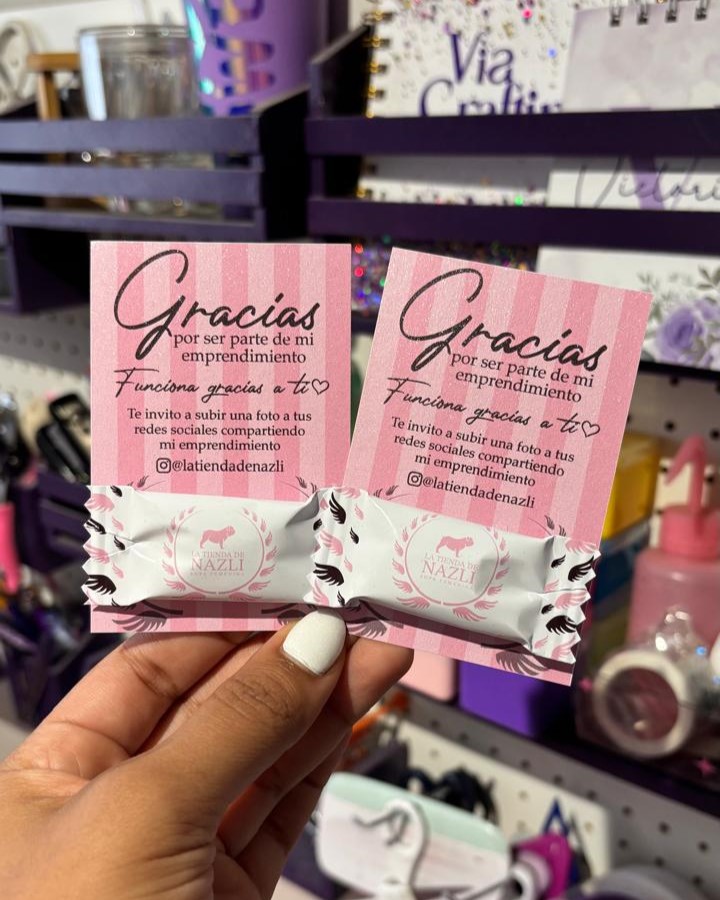 Via
Gracias
por ser parte de mi
emprendimiento
Funciona gracias a ti♡
Te invito a subir una foto a tus
redes sociales compartiendo
mi emprendimiento
@latiendadenazli
LA TIENDA DE
NAZLI
Gracias
por ser parte de mi
emprendimiento
Funciona gracias a ti♡
Te invito a subir una foto a tus
redes sociales compartiendo
mi emprendimiento
@latiendadenazli
LA TIENDA DE
NAZLI